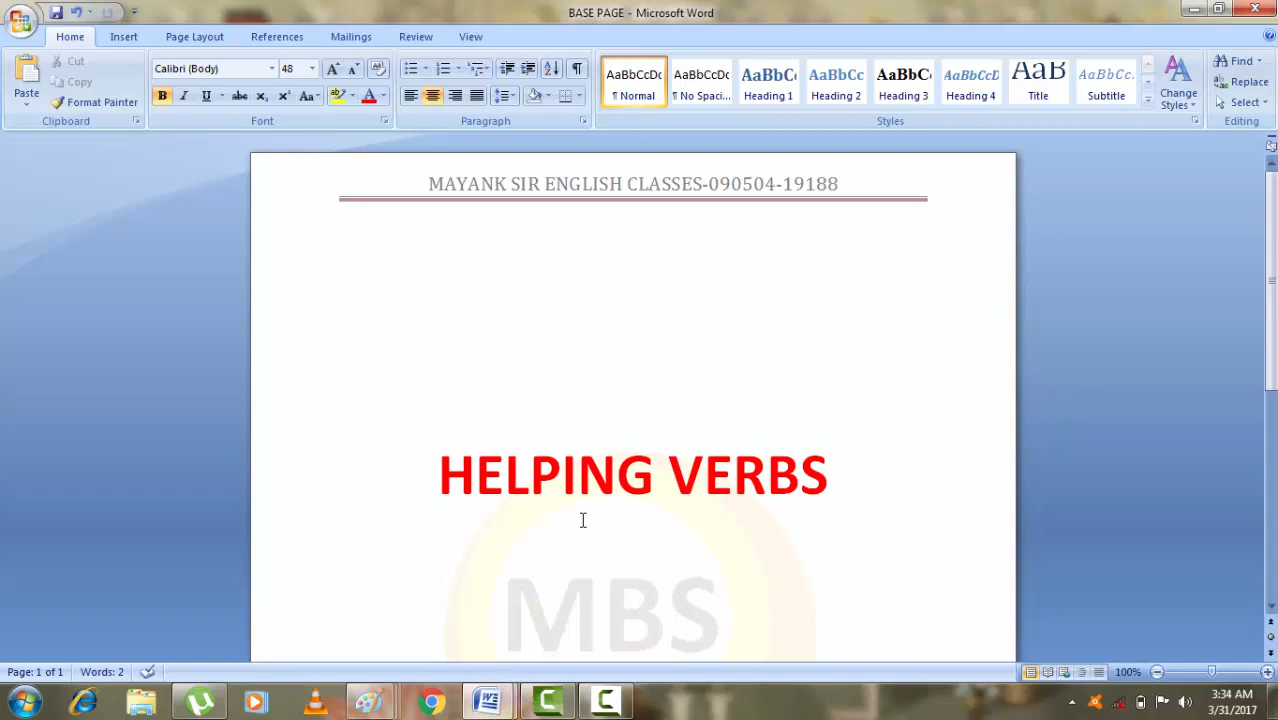 BASE PAGE - Microsoft Word
Home Insert Page Layout References Mailings Review View
Paste Cut Copy Format Painter
Clipboard
Calibri (Body) 48
Font
Paragraph
AaBbCcDc AaBbCcDc AaBbC AaBbCc AaBbC AaBbCcD AaB AaBbCc.
¶ Normal ¶ No Spaci... Heading 1 Heading 2 Heading 3 Heading 4 Title Subtitle
Change Styles
Styles
Find
Replace
Select
Editing
MAYANK SIR ENGLISH CLASSES-090504-19188
HELPING VERBS
MBS
Page: 1 of 1 Words: 2 100%
3:34 AM
3/31/2017